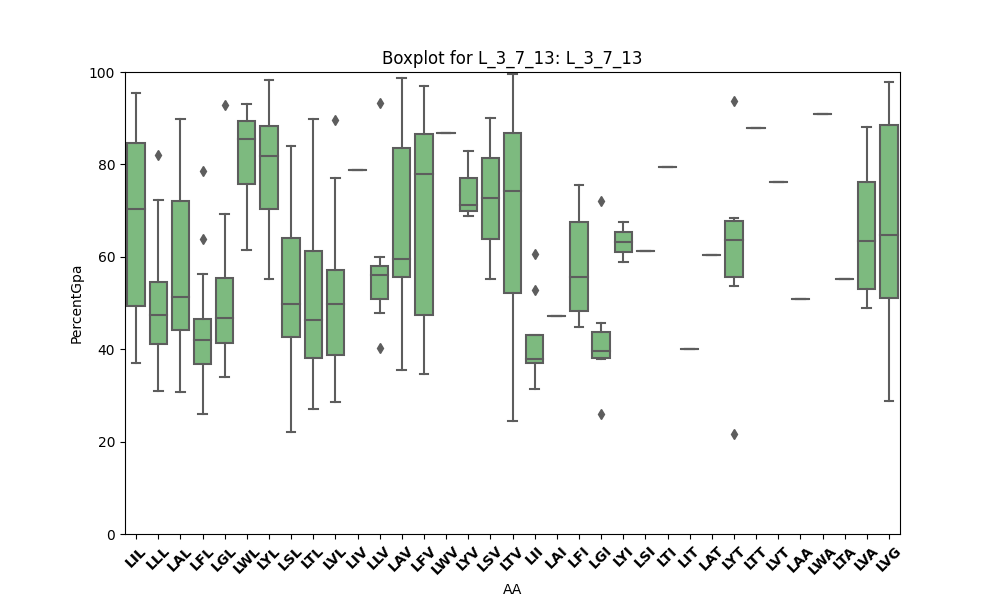 Boxplot for L_3_7_13: L_3_7_13
PercentGpa
100
80
60
40
20
0
LIL LLL LAL LFL LGL LWL LYL LSL LTL LVL LIV LLV LAV LFV LWV LYV LSV LTV LII LAI LFI LGI LYI LSI LTI LIT LAT LYT LTT LVT LAA LWA LTA LVA LVG
AA